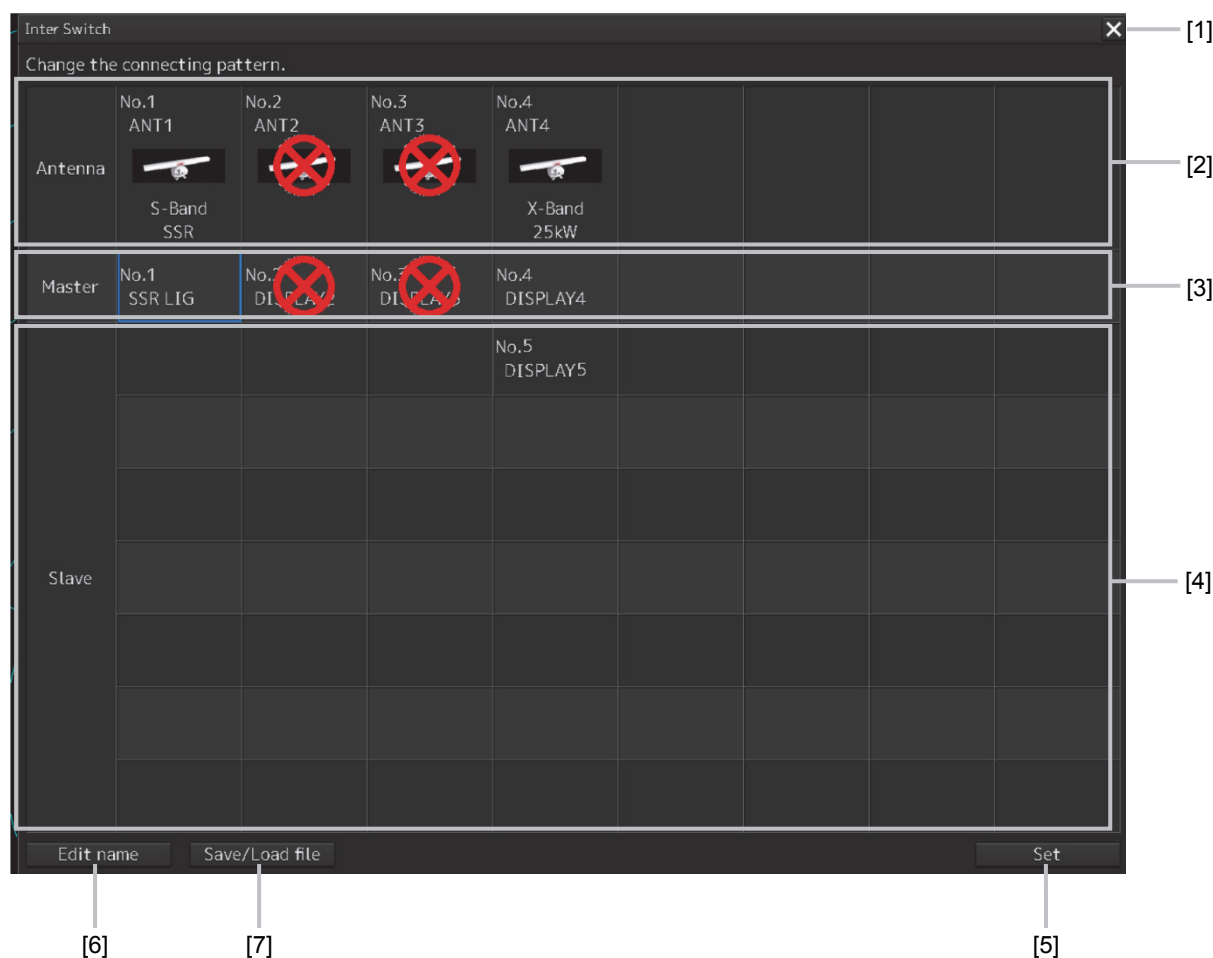 Inter Switch
[1]
Change the connecting pattern.
No.1 No.2 No.3 No.4
ANT1 ANT2 ANT3 ANT4
Antenna
[2]
S-Band X-Band
SSR 25kW
No.1 No.4
Master
SSR LIG DISPLAY4
[3]
No.5
DISPLAY5
Slave
[4]
Edit name Save/Load file Set
[6] [7] [5]